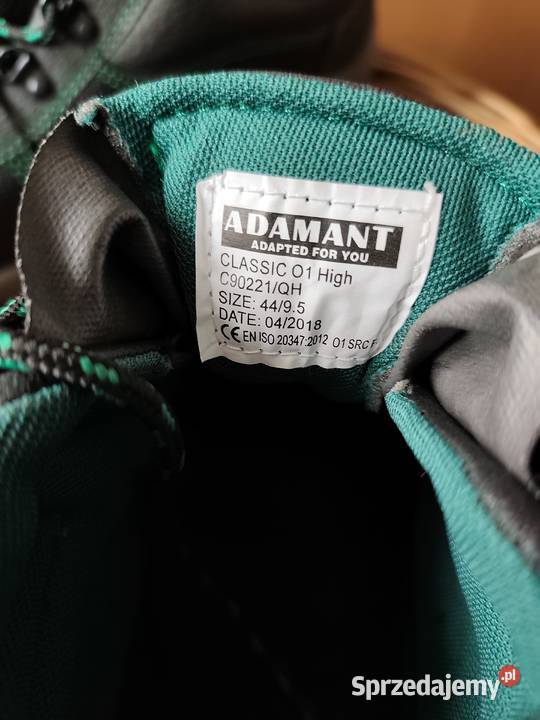 ADAMANT
ADAPTED FOR YOU
CLASSIC O1 High
C90221/QH
SIZE: 44/9.5
DATE: 04/2018
CE EN ISO 20347:2012 O1 SRC F
Sprzedajemy.pl